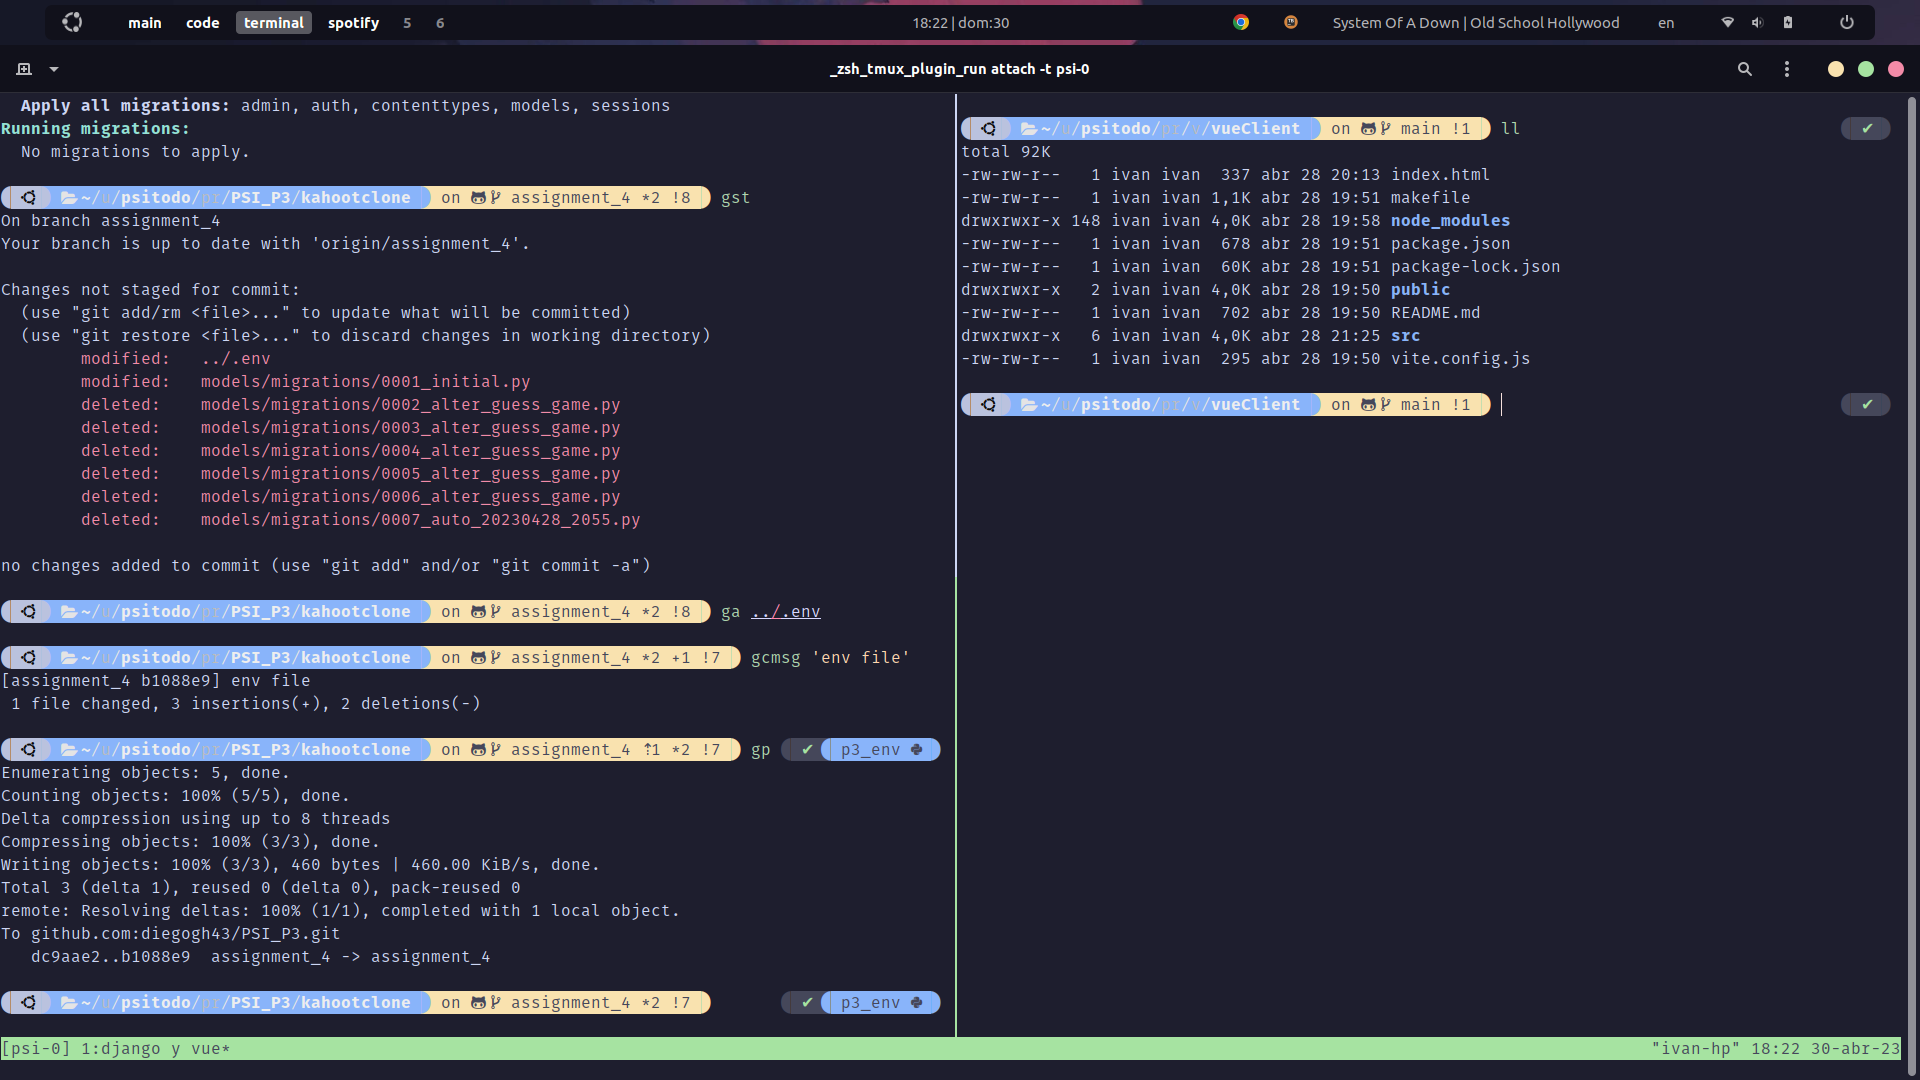 main code terminal spotify 5 6
18:22 | dom:30
System Of A Down | Old School Hollywood en
_zsh_tmux_plugin_run attach -t psi-0
Apply all migrations: admin, auth, contenttypes, models, sessions
Running migrations:
No migrations to apply.
~/u/psitodo/pr/PSI_P3/kahootclone on assignment_4 *2 !8 gst
On branch assignment_4
Your branch is up to date with 'origin/assignment_4'.
Changes not staged for commit:
(use "git add/rm <file>..." to update what will be committed)
(use "git restore <file>..." to discard changes in working directory)
modified: ../.env
modified: models/migrations/0001_initial.py
deleted: models/migrations/0002_alter_guess_game.py
deleted: models/migrations/0003_alter_guess_game.py
deleted: models/migrations/0004_alter_guess_game.py
deleted: models/migrations/0005_alter_guess_game.py
deleted: models/migrations/0006_alter_guess_game.py
deleted: models/migrations/0007_auto_20230428_2055.py
no changes added to commit (use "git add" and/or "git commit -a")
~/u/psitodo/pr/PSI_P3/kahootclone on assignment_4 *2 !8 ga ../.env
~/u/psitodo/pr/PSI_P3/kahootclone on assignment_4 *2 +1 !7 gcmsg 'env file'
[assignment_4 b1088e9] env file
1 file changed, 3 insertions(+), 2 deletions(-)
~/u/psitodo/pr/PSI_P3/kahootclone on assignment_4 ⇡1 *2 !7 gp ✔ p3_env
Enumerating objects: 5, done.
Counting objects: 100% (5/5), done.
Delta compression using up to 8 threads
Compressing objects: 100% (3/3), done.
Writing objects: 100% (3/3), 460 bytes | 460.00 KiB/s, done.
Total 3 (delta 1), reused 0 (delta 0), pack-reused 0
remote: Resolving deltas: 100% (1/1), completed with 1 local object.
To github.com:diegogh43/PSI_P3.git
dc9aae2..b1088e9 assignment_4 -> assignment_4
~/u/psitodo/pr/PSI_P3/kahootclone on assignment_4 *2 !7 ✔ p3_env
~/u/psitodo/pr/v/vueClient on main !1 ll ✔
total 92K
-rw-rw-r-- 1 ivan ivan 337 abr 28 20:13 index.html
-rw-rw-r-- 1 ivan ivan 1,1K abr 28 19:51 makefile
drwxrwxr-x 148 ivan ivan 4,0K abr 28 19:58 node_modules
-rw-rw-r-- 1 ivan ivan 678 abr 28 19:51 package.json
-rw-rw-r-- 1 ivan ivan 60K abr 28 19:51 package-lock.json
drwxrwxr-x 2 ivan ivan 4,0K abr 28 19:50 public
-rw-rw-r-- 1 ivan ivan 702 abr 28 19:50 README.md
drwxrwxr-x 6 ivan ivan 4,0K abr 28 21:25 src
-rw-rw-r-- 1 ivan ivan 295 abr 28 19:50 vite.config.js
~/u/psitodo/pr/v/vueClient on main !1 ✔
[psi-0] 1:django y vue* "ivan-hp" 18:22 30-abr-23